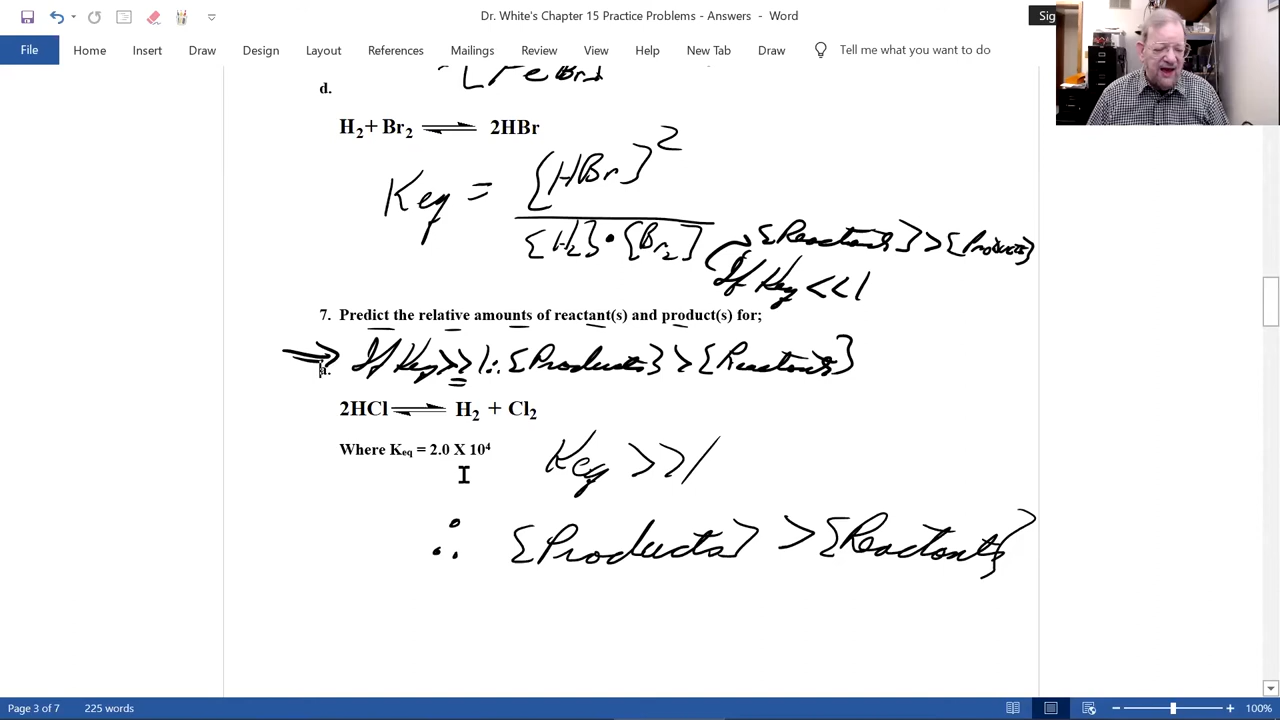 Dr. White's Chapter 15 Practice Problems - Answers - Word
Sig
File Home Insert Draw Design Layout References Mailings Review View Help New Tab Draw Tell me what you want to do
d.
H₂ + Br₂ ⇌ 2HBr
Keq = [HBr]²
[H₂]•[Br₂]
[Reactants] > [Products]
If Keq <<1
7. Predict the relative amounts of reactant(s) and product(s) for;
⇒ If Keq >> 1 ∴ [Products] > [Reactants]
2HCl ⇌ H₂ + Cl₂
Where Keq = 2.0 X 10⁴
Keq >>1
∴ [Products] > [Reactants]
Page 3 of 7 225 words 100%